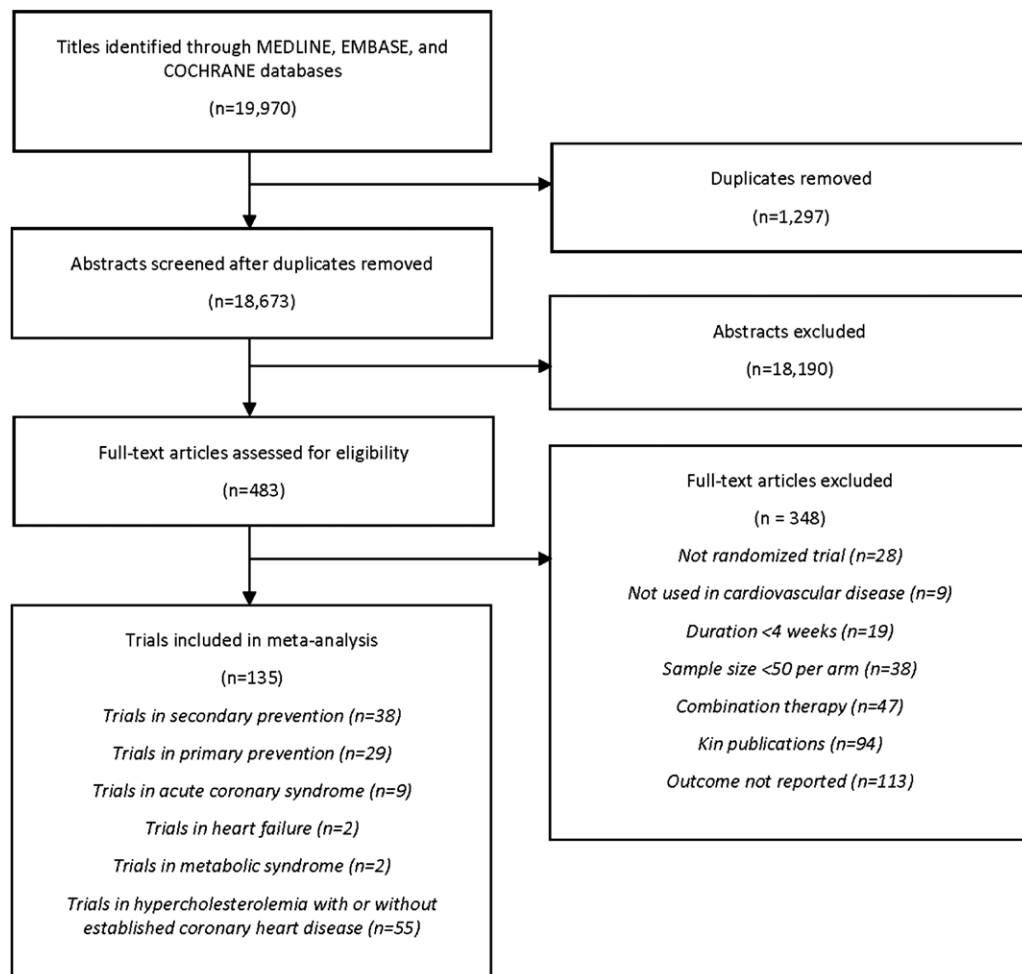 Titles identified through MEDLINE, EMBASE, and
COCHRANE databases
(n=19,970)
Duplicates removed
(n=1,297)
Abstracts screened after duplicates removed
(n=18,673)
Abstracts excluded
(n=18,190)
Full-text articles assessed for eligibility
(n=483)
Full-text articles excluded
(n = 348)
Not randomized trial (n=28)
Not used in cardiovascular disease (n=9)
Duration <4 weeks (n=19)
Sample size <50 per arm (n=38)
Combination therapy (n=47)
Kin publications (n=94)
Outcome not reported (n=113)
Trials included in meta-analysis
(n=135)
Trials in secondary prevention (n=38)
Trials in primary prevention (n=29)
Trials in acute coronary syndrome (n=9)
Trials in heart failure (n=2)
Trials in metabolic syndrome (n=2)
Trials in hypercholesterolemia with or without
established coronary heart disease (n=55)